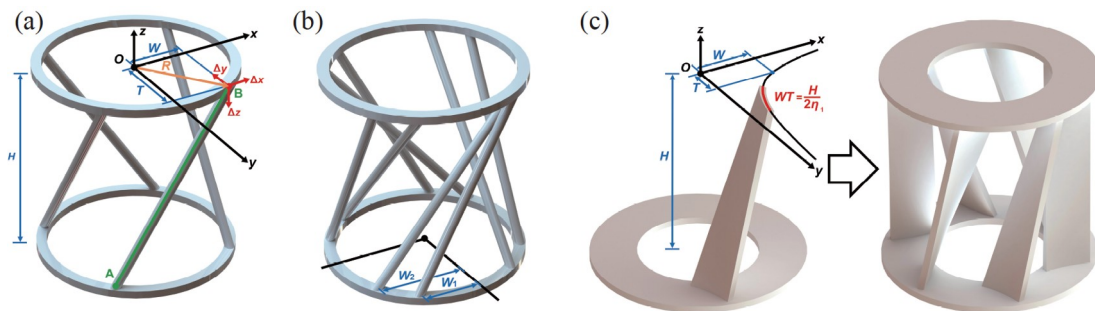 (a)
z
O
W
x
R
T
Δy
Δx
B
Δz
H
y
A
(b)
W₂
W₁
(c)
z
O
W
x
T
WT = H/2η₁
H
y